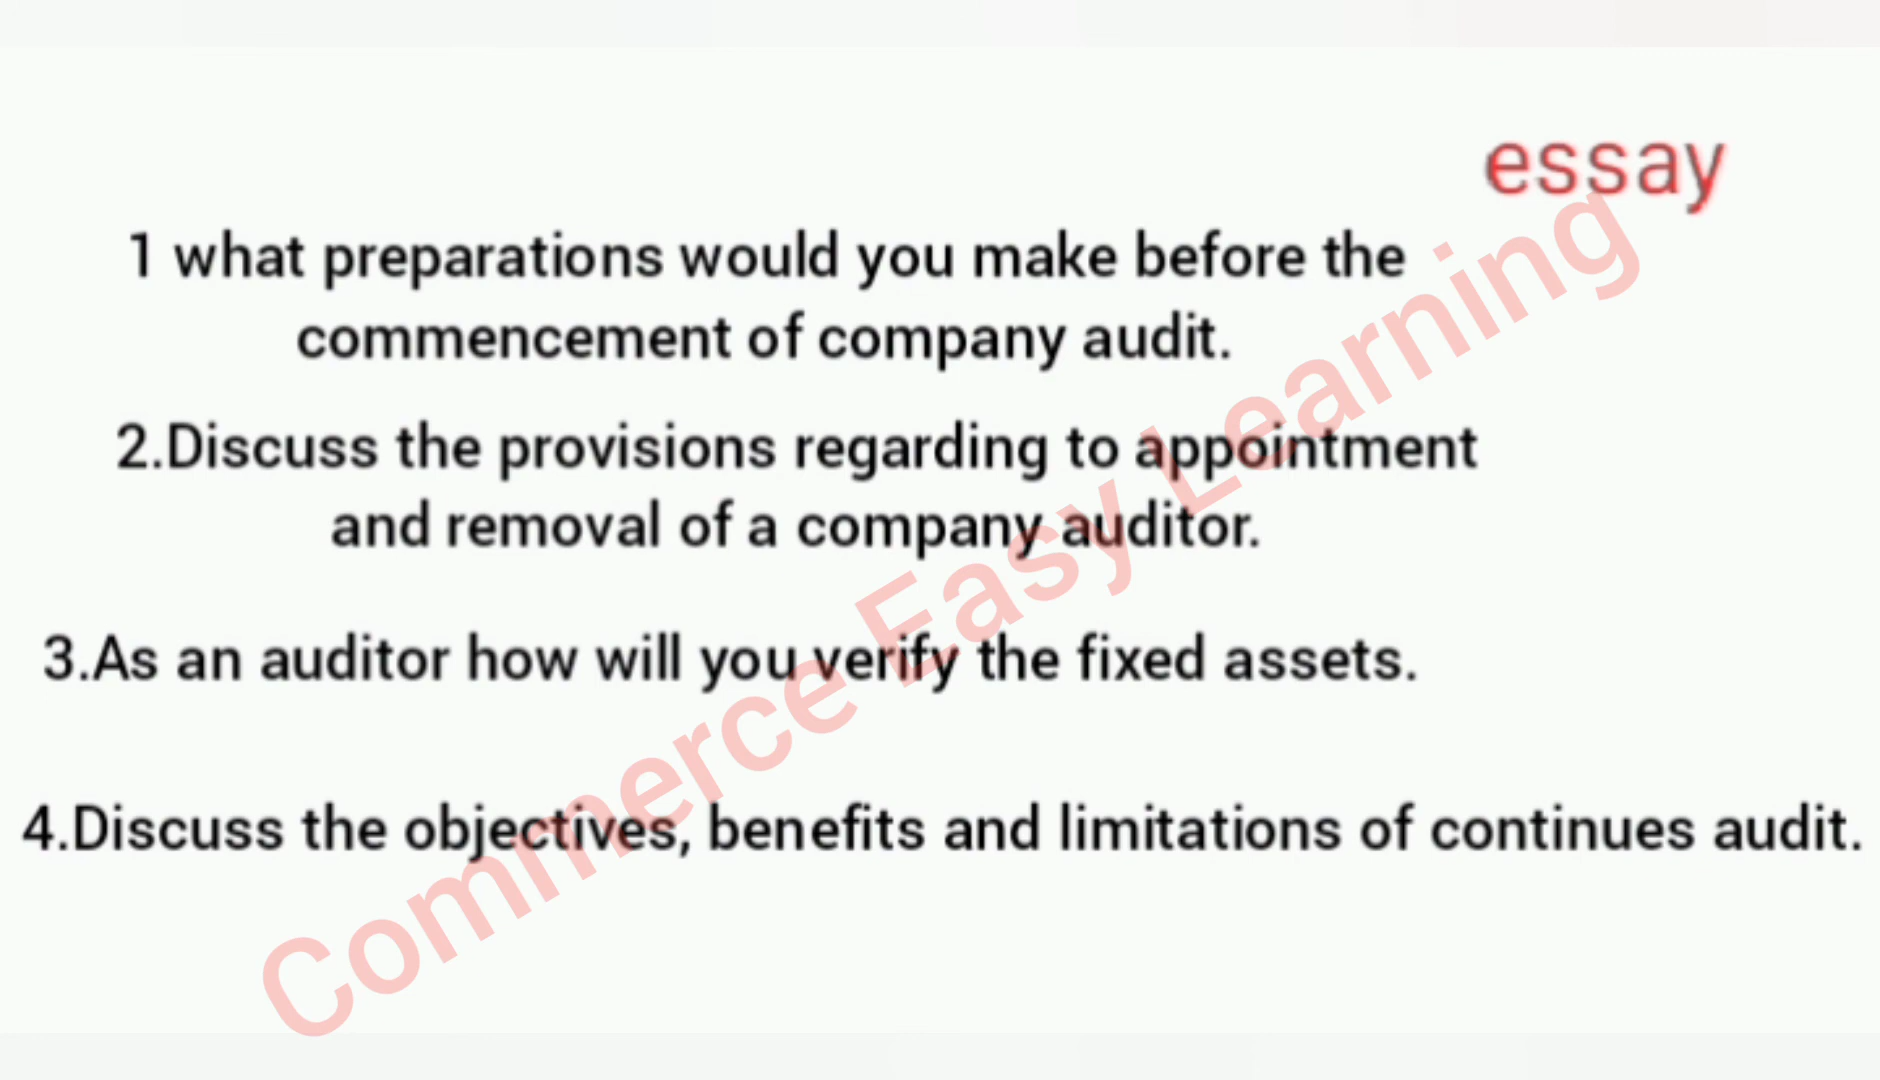 essay
1 what preparations would you make before the
commencement of company audit.
2.Discuss the provisions regarding to appointment
and removal of a company auditor.
3.As an auditor how will you verify the fixed assets.
4.Discuss the objectives, benefits and limitations of continues audit.
Commerce Easy Learning